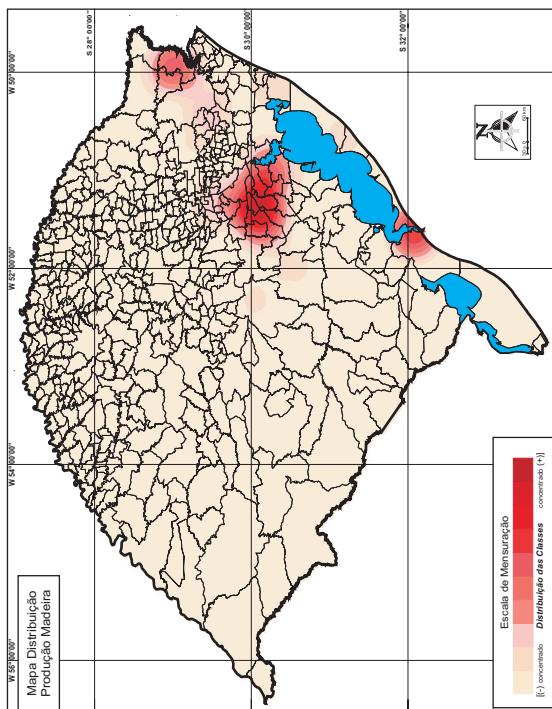 Mapa Distribuição
Produção Madeira
W 56°00'00"
W 54°00'00"
W 52°00'00"
W 50°00'00"
S 28°00'00"
S 30°00'00"
S 32°00'00"
N
Escala de Mensuração
[(-) concentrado
Distribuição das Classes
concentrado (+)]